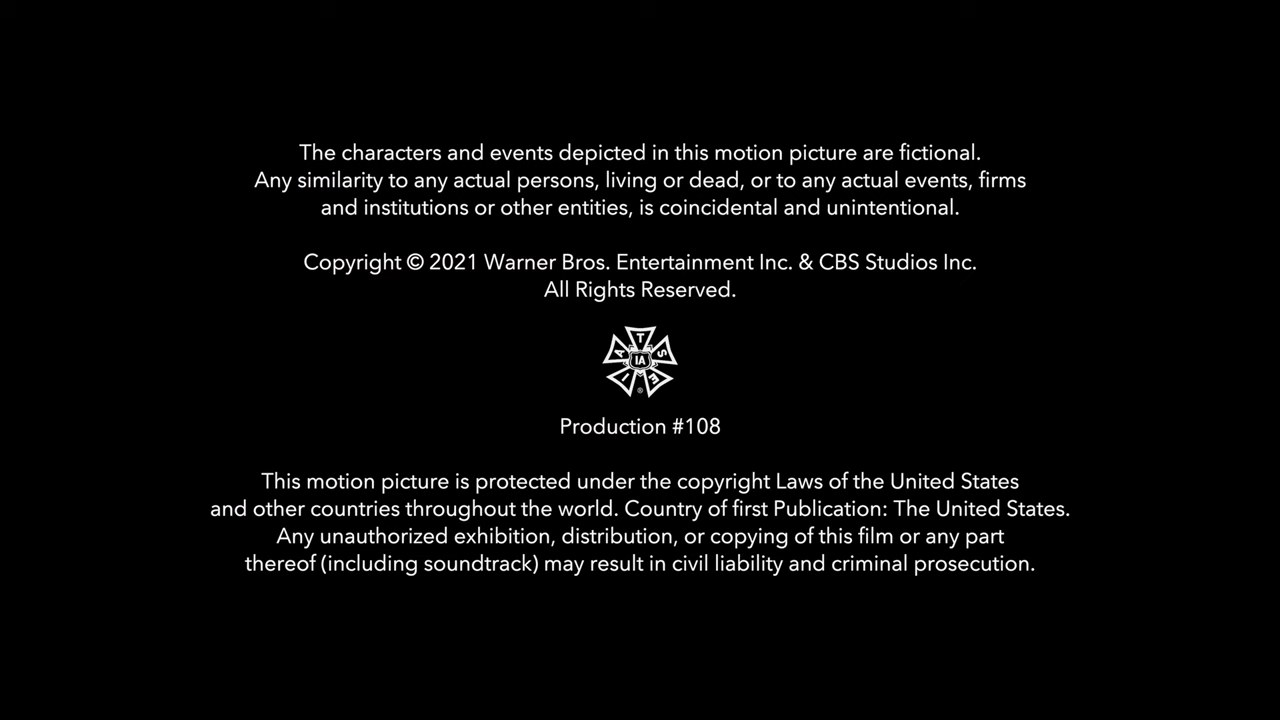 The characters and events depicted in this motion picture are fictional.
Any similarity to any actual persons, living or dead, or to any actual events, firms
and institutions or other entities, is coincidental and unintentional.
Copyright © 2021 Warner Bros. Entertainment Inc. & CBS Studios Inc.
All Rights Reserved.
I A T S E
IA
®
Production #108
This motion picture is protected under the copyright Laws of the United States
and other countries throughout the world. Country of first Publication: The United States.
Any unauthorized exhibition, distribution, or copying of this film or any part
thereof (including soundtrack) may result in civil liability and criminal prosecution.